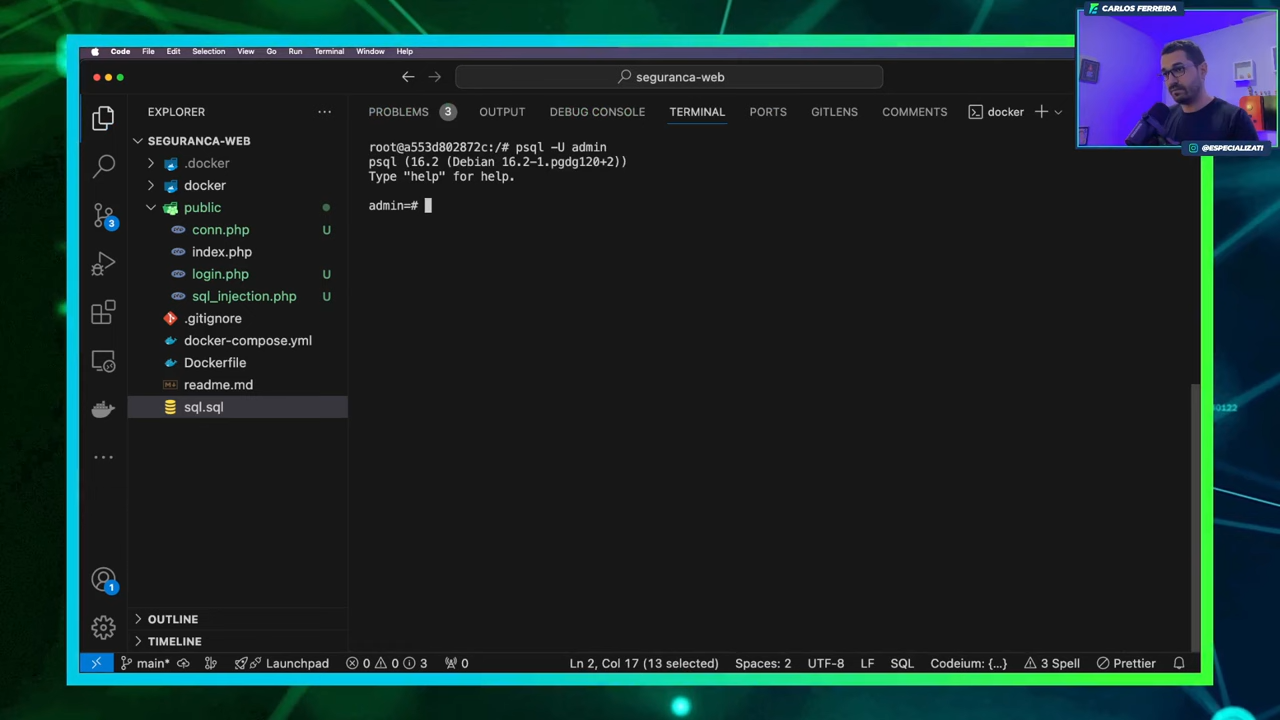 CARLOS FERREIRA
@ESPECIALIZATI
Code File Edit Selection View Go Run Terminal Window Help
seguranca-web
EXPLORER
PROBLEMS 3 OUTPUT DEBUG CONSOLE TERMINAL PORTS GITLENS COMMENTS docker
SEGURANCA-WEB
.docker
docker
public
conn.php U
index.php
login.php U
sql_injection.php U
.gitignore
docker-compose.yml
Dockerfile
readme.md
sql.sql
OUTLINE
TIMELINE
3
1
root@a553d802872c:/# psql -U admin
psql (16.2 (Debian 16.2-1.pgdg120+2))
Type "help" for help.
admin=#
main* Launchpad 0 0 3 0 Ln 2, Col 17 (13 selected) Spaces: 2 UTF-8 LF SQL Codeium: {...} 3 Spell Prettier